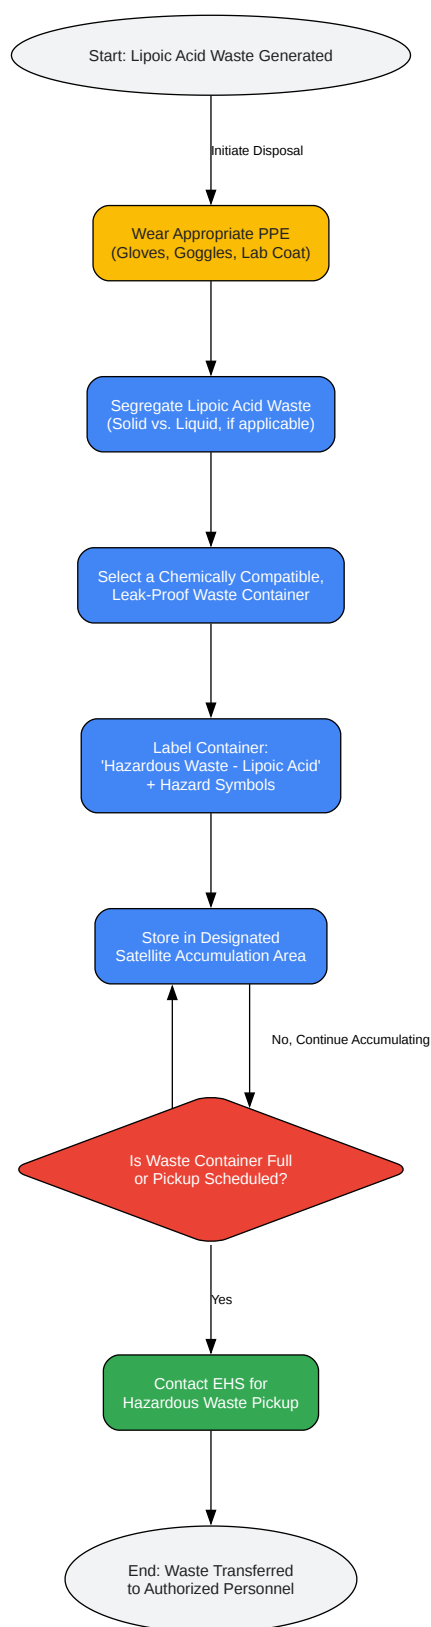 Start: Lipoic Acid Waste Generated
Initiate Disposal
Wear Appropriate PPE
(Gloves, Goggles, Lab Coat)
Segregate Lipoic Acid Waste
(Solid vs. Liquid, if applicable)
Select a Chemically Compatible,
Leak-Proof Waste Container
Label Container:
'Hazardous Waste - Lipoic Acid'
+ Hazard Symbols
Store in Designated
Satellite Accumulation Area
No, Continue Accumulating
Is Waste Container Full
or Pickup Scheduled?
Yes
Contact EHS for
Hazardous Waste Pickup
End: Waste Transferred
to Authorized Personnel